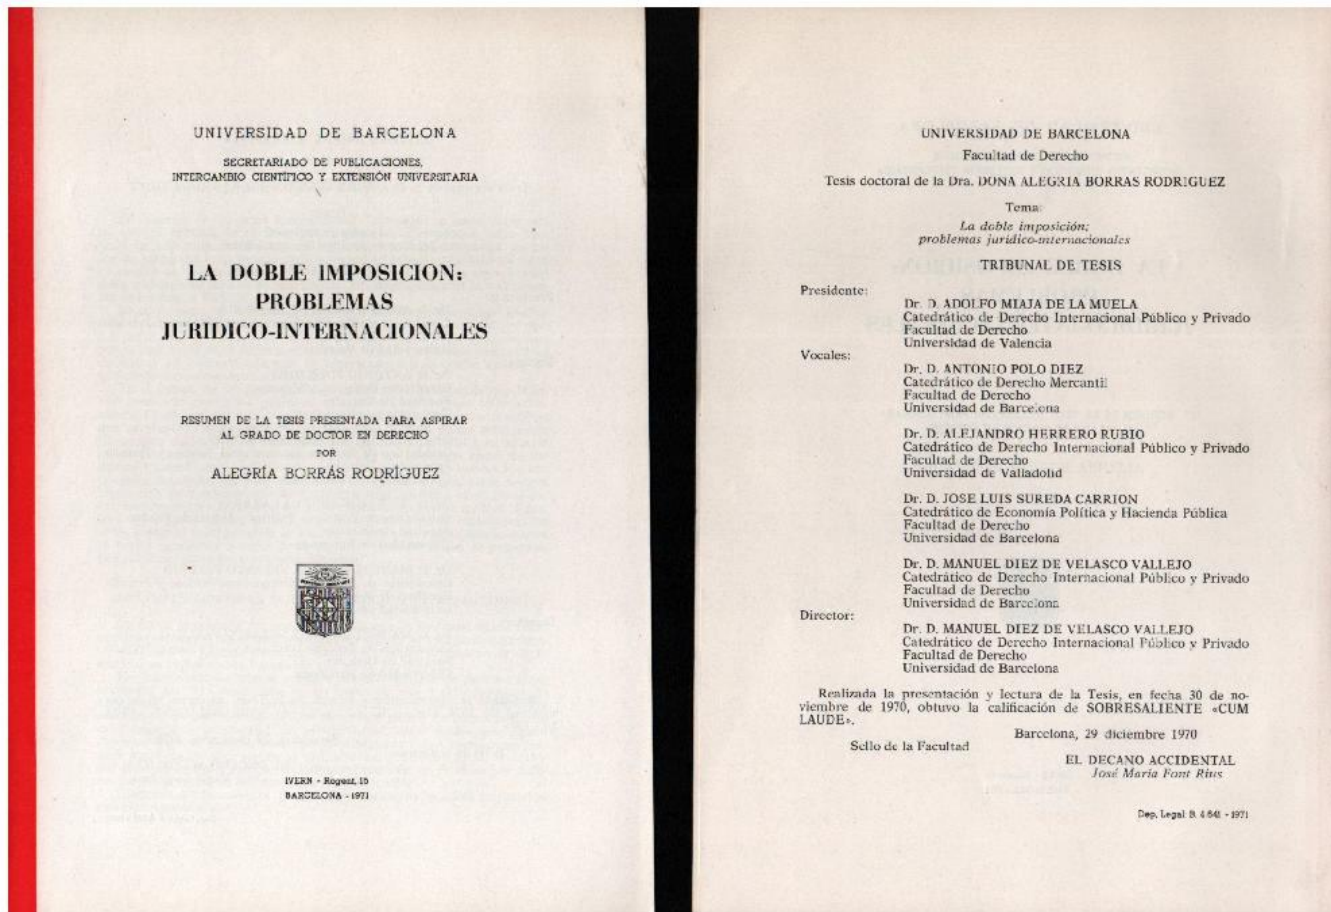 UNIVERSIDAD DE BARCELONA
SECRETARIADO DE PUBLICACIONES,
INTERCAMBIO CIENTÍFICO Y EXTENSIÓN UNIVERSITARIA
LA DOBLE IMPOSICION:
PROBLEMAS
JURIDICO-INTERNACIONALES
RESUMEN DE LA TESIS PRESENTADA PARA ASPIRAR
AL GRADO DE DOCTOR EN DERECHO
POR
ALEGRÍA BORRÁS RODRÍGUEZ
IVERN - Rogent, 15
BARCELONA - 1971
UNIVERSIDAD DE BARCELONA
Facultad de Derecho
Tesis doctoral de la Dra. DONA ALEGRIA BORRAS RODRIGUEZ
Tema:
La doble imposición;
problemas jurídico-internacionales
TRIBUNAL DE TESIS
Presidente:
Dr. D. ADOLFO MIAJA DE LA MUELA
Catedrático de Derecho Internacional Público y Privado
Facultad de Derecho
Universidad de Valencia
Vocales:
Dr. D. ANTONIO POLO DIEZ
Catedrático de Derecho Mercantil
Facultad de Derecho
Universidad de Barcelona
Dr. D. ALEJANDRO HERRERO RUBIO
Catedrático de Derecho Internacional Público y Privado
Facultad de Derecho
Universidad de Valladolid
Dr. D. JOSE LUIS SUREDA CARRION
Catedrático de Economía Política y Hacienda Pública
Facultad de Derecho
Universidad de Barcelona
Dr. D. MANUEL DIEZ DE VELASCO VALLEJO
Catedrático de Derecho Internacional Público y Privado
Facultad de Derecho
Universidad de Barcelona
Director:
Dr. D. MANUEL DIEZ DE VELASCO VALLEJO
Catedrático de Derecho Internacional Público y Privado
Facultad de Derecho
Universidad de Barcelona
Realizada la presentación y lectura de la Tesis, en fecha 30 de no-
viembre de 1970, obtuvo la calificación de SOBRESALIENTE «CUM
LAUDE».
Barcelona, 29 diciembre 1970
Sello de la Facultad
EL DECANO ACCIDENTAL
José María Font Rius
Dep. Legal B. 4.641 - 1971